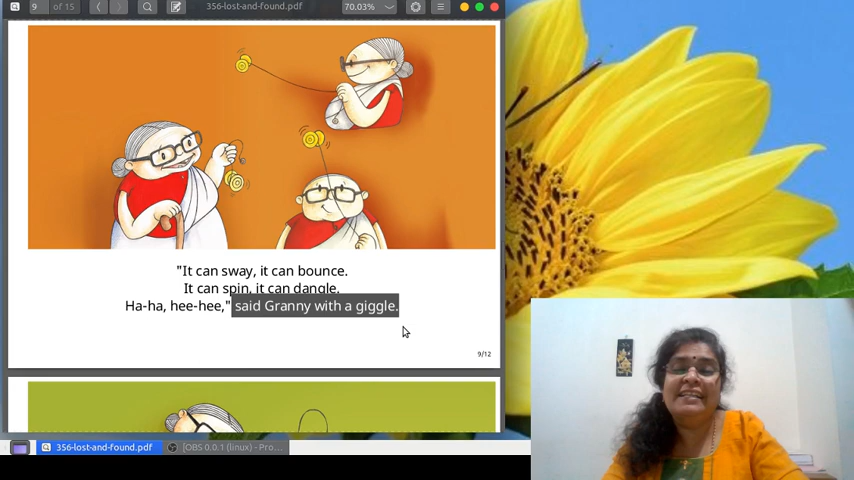 9 of 15
356-lost-and-found.pdf
70.03%
"It can sway, it can bounce.
It can spin, it can dangle.
Ha-ha, hee-hee," said Granny with a giggle.
9/12
356-lost-and-found.pdf
[OBS 0.0.1 (linux) - Pro...